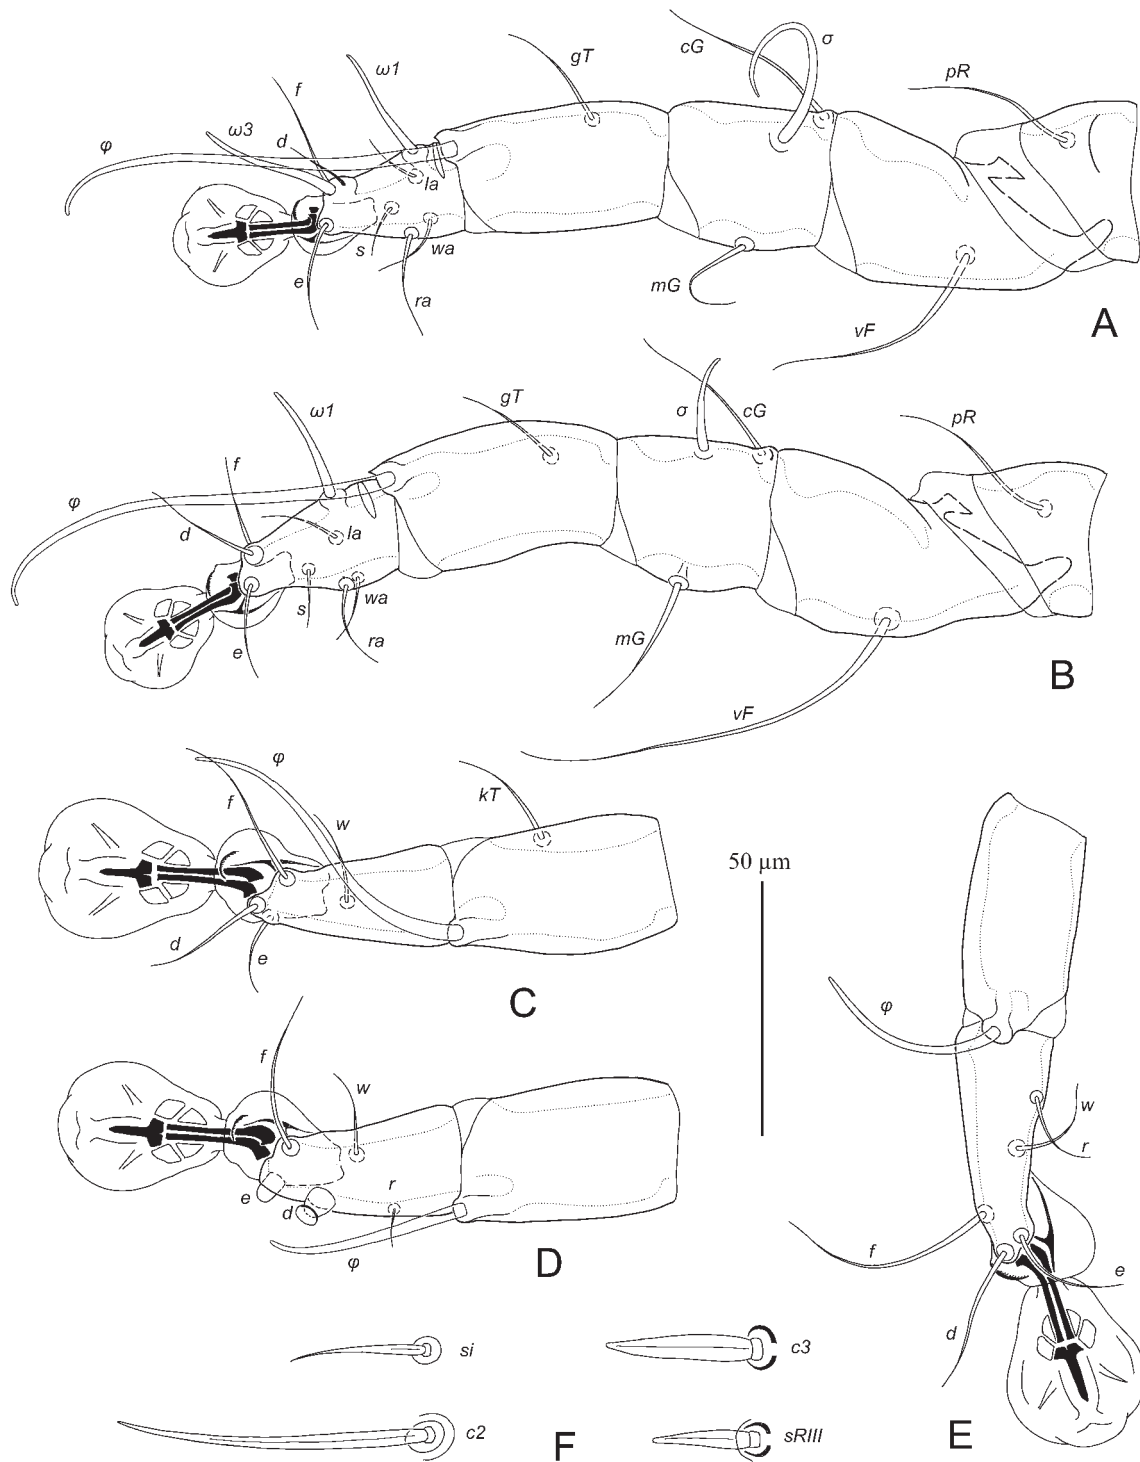 cG
σ
ω1
gT
pR
f
ω3
d
φ
la
s
wa
e
ra
mG
vF
A
ω1
gT
σ
cG
pR
f
φ
d
la
s
wa
ra
e
mG
vF
B
φ
f
w
kT
d
e
C
50 µm
f
w
e
d
r
φ
D
φ
w
r
f
e
d
E
si
c3
c2
sRIII
F